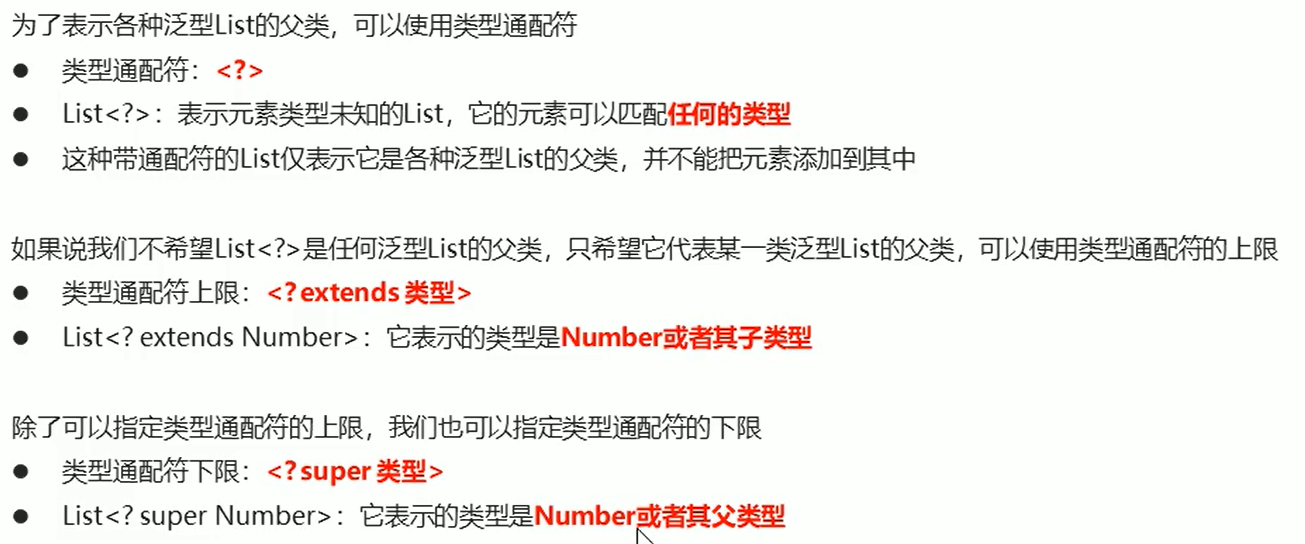 为了表示各种泛型List的父类，可以使用类型通配符
● 类型通配符：<?>
● List<?>：表示元素类型未知的List，它的元素可以匹配任何的类型
● 这种带通配符的List仅表示它是各种泛型List的父类，并不能把元素添加到其中
如果说我们不希望List<?>是任何泛型List的父类，只希望它代表某一类泛型List的父类，可以使用类型通配符的上限
● 类型通配符上限：<? extends 类型>
● List<? extends Number>：它表示的类型是Number或者其子类型
除了可以指定类型通配符的上限，我们也可以指定类型通配符的下限
● 类型通配符下限：<? super 类型>
● List<? super Number>：它表示的类型是Number或者其父类型